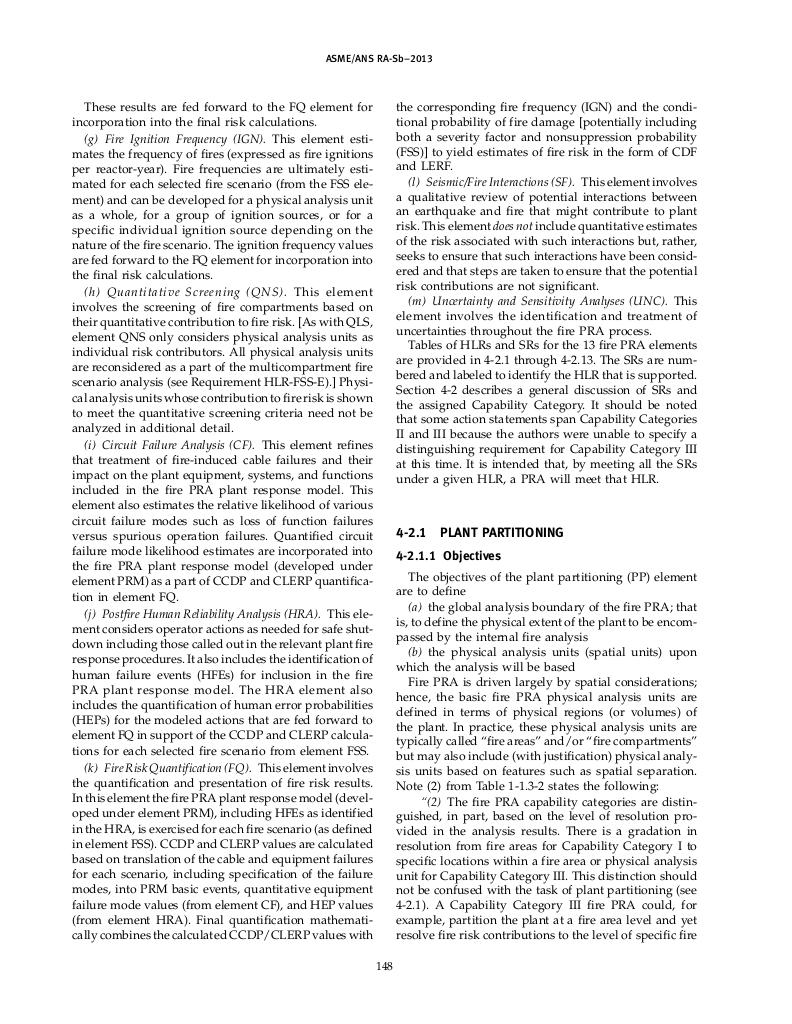 ASME/ANS RA-Sb–2013
These results are fed forward to the FQ element for
incorporation into the final risk calculations.
(g) Fire Ignition Frequency (IGN). This element esti-
mates the frequency of fires (expressed as fire ignitions
per reactor-year). Fire frequencies are ultimately esti-
mated for each selected fire scenario (from the FSS ele-
ment) and can be developed for a physical analysis unit
as a whole, for a group of ignition sources, or for a
specific individual ignition source depending on the
nature of the fire scenario. The ignition frequency values
are fed forward to the FQ element for incorporation into
the final risk calculations.
(h) Quantitative Screening (QNS). This element
involves the screening of fire compartments based on
their quantitative contribution to fire risk. [As with QLS,
element QNS only considers physical analysis units as
individual risk contributors. All physical analysis units
are reconsidered as a part of the multicompartment fire
scenario analysis (see Requirement HLR-FSS-E).] Physi-
cal analysis units whose contribution to fire risk is shown
to meet the quantitative screening criteria need not be
analyzed in additional detail.
(i) Circuit Failure Analysis (CF). This element refines
that treatment of fire-induced cable failures and their
impact on the plant equipment, systems, and functions
included in the fire PRA plant response model. This
element also estimates the relative likelihood of various
circuit failure modes such as loss of function failures
versus spurious operation failures. Quantified circuit
failure mode likelihood estimates are incorporated into
the fire PRA plant response model (developed under
element PRM) as a part of CCDP and CLERP quantifica-
tion in element FQ.
(j) Postfire Human Reliability Analysis (HRA). This ele-
ment considers operator actions as needed for safe shut-
down including those called out in the relevant plant fire
response procedures. It also includes the identification of
human failure events (HFEs) for inclusion in the fire
PRA plant response model. The HRA element also
includes the quantification of human error probabilities
(HEPs) for the modeled actions that are fed forward to
element FQ in support of the CCDP and CLERP calcula-
tions for each selected fire scenario from element FSS.
(k) Fire Risk Quantification (FQ). This element involves
the quantification and presentation of fire risk results.
In this element the fire PRA plant response model (devel-
oped under element PRM), including HFEs as identified
in the HRA, is exercised for each fire scenario (as defined
in element FSS). CCDP and CLERP values are calculated
based on translation of the cable and equipment failures
for each scenario, including specification of the failure
modes, into PRM basic events, quantitative equipment
failure mode values (from element CF), and HEP values
(from element HRA). Final quantification mathemati-
cally combines the calculated CCDP/CLERP values with
the corresponding fire frequency (IGN) and the condi-
tional probability of fire damage [potentially including
both a severity factor and nonsuppression probability
(FSS)] to yield estimates of fire risk in the form of CDF
and LERF.
(l) Seismic/Fire Interactions (SF). This element involves
a qualitative review of potential interactions between
an earthquake and fire that might contribute to plant
risk. This element does not include quantitative estimates
of the risk associated with such interactions but, rather,
seeks to ensure that such interactions have been consid-
ered and that steps are taken to ensure that the potential
risk contributions are not significant.
(m) Uncertainty and Sensitivity Analyses (UNC). This
element involves the identification and treatment of
uncertainties throughout the fire PRA process.
Tables of HLRs and SRs for the 13 fire PRA elements
are provided in 4-2.1 through 4-2.13. The SRs are num-
bered and labeled to identify the HLR that is supported.
Section 4-2 describes a general discussion of SRs and
the assigned Capability Category. It should be noted
that some action statements span Capability Categories
II and III because the authors were unable to specify a
distinguishing requirement for Capability Category III
at this time. It is intended that, by meeting all the SRs
under a given HLR, a PRA will meet that HLR.
4-2.1 PLANT PARTITIONING
4-2.1.1 Objectives
The objectives of the plant partitioning (PP) element
are to define
(a) the global analysis boundary of the fire PRA; that
is, to define the physical extent of the plant to be encom-
passed by the internal fire analysis
(b) the physical analysis units (spatial units) upon
which the analysis will be based
Fire PRA is driven largely by spatial considerations;
hence, the basic fire PRA physical analysis units are
defined in terms of physical regions (or volumes) of
the plant. In practice, these physical analysis units are
typically called “fire areas” and/or “fire compartments”
but may also include (with justification) physical analy-
sis units based on features such as spatial separation.
Note (2) from Table 1-1.3-2 states the following:
“(2) The fire PRA capability categories are distin-
guished, in part, based on the level of resolution pro-
vided in the analysis results. There is a gradation in
resolution from fire areas for Capability Category I to
specific locations within a fire area or physical analysis
unit for Capability Category III. This distinction should
not be confused with the task of plant partitioning (see
4-2.1). A Capability Category III fire PRA could, for
example, partition the plant at a fire area level and yet
resolve fire risk contributions to the level of specific fire
148